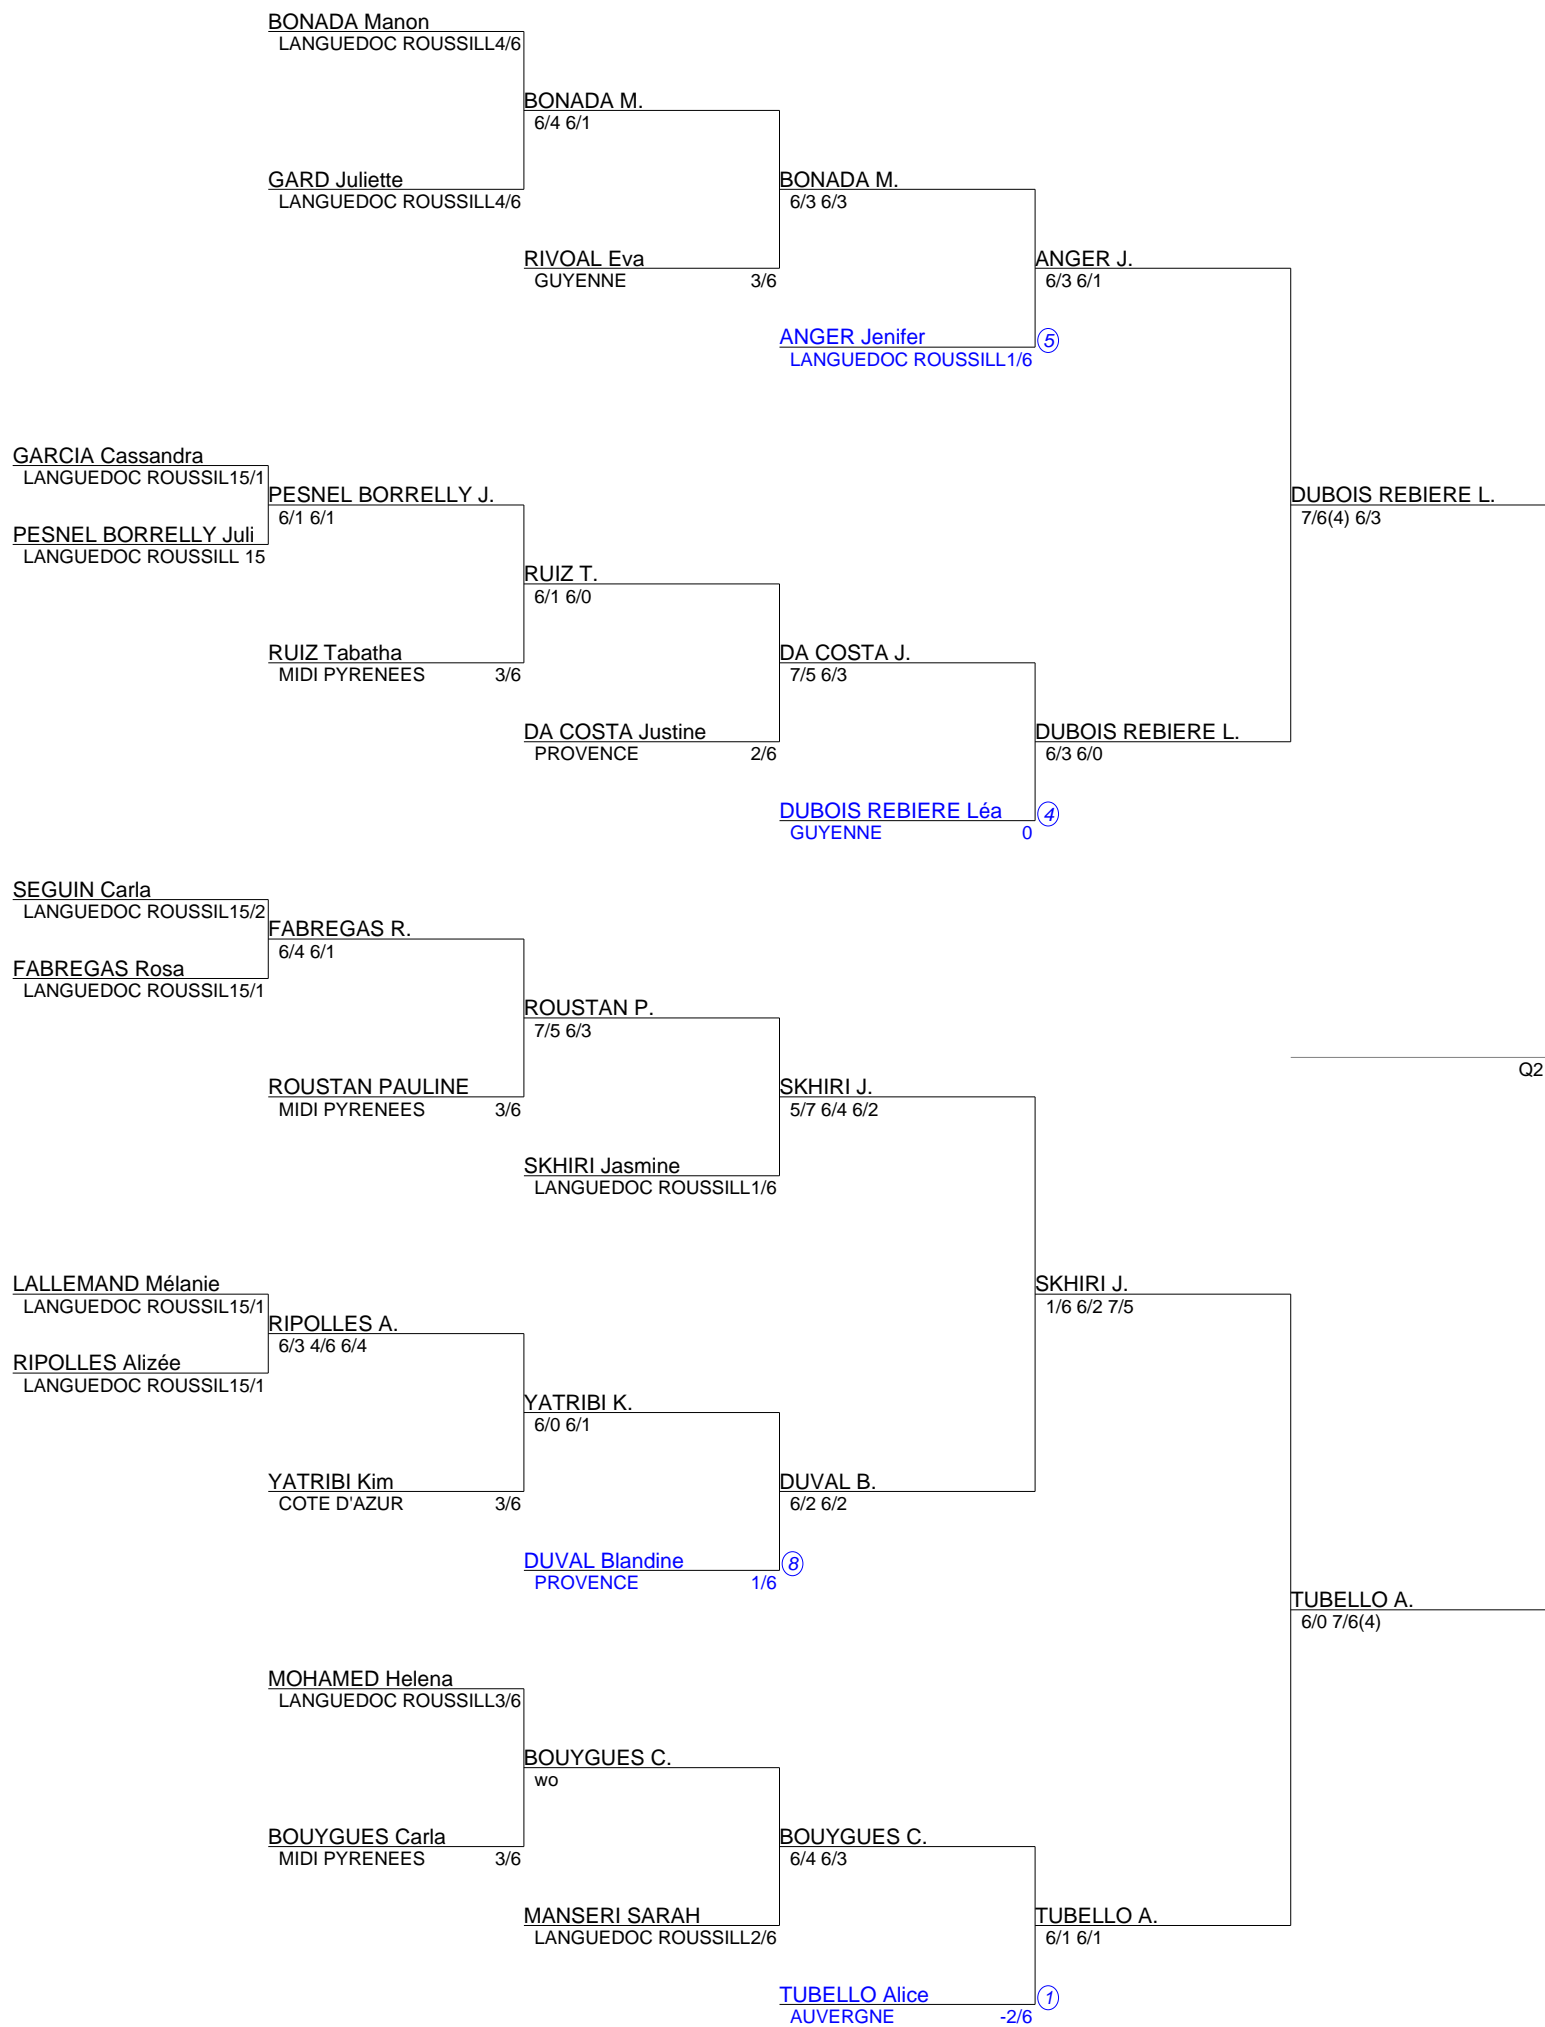 BONADA Manon
LANGUEDOC ROUSSILL4/6
BONADA M.
6/4 6/1
GARD Juliette
LANGUEDOC ROUSSILL4/6
BONADA M.
6/3 6/3
RIVOAL Eva
GUYENNE 3/6
ANGER J.
6/3 6/1
ANGER Jenifer 5
LANGUEDOC ROUSSILL1/6
GARCIA Cassandra
LANGUEDOC ROUSSIL15/1
PESNEL BORRELLY J.
6/1 6/1
DUBOIS REBIERE L.
7/6(4) 6/3
PESNEL BORRELLY Juli
LANGUEDOC ROUSSILL 15
RUIZ T.
6/1 6/0
RUIZ Tabatha
MIDI PYRENEES 3/6
DA COSTA J.
7/5 6/3
DA COSTA Justine
PROVENCE 2/6
DUBOIS REBIERE L.
6/3 6/0
DUBOIS REBIERE Léa 4
GUYENNE 0
SEGUIN Carla
LANGUEDOC ROUSSIL15/2
FABREGAS R.
6/4 6/1
FABREGAS Rosa
LANGUEDOC ROUSSIL15/1
ROUSTAN P.
7/5 6/3
Q2
ROUSTAN PAULINE
MIDI PYRENEES 3/6
SKHIRI J.
5/7 6/4 6/2
SKHIRI Jasmine
LANGUEDOC ROUSSILL1/6
LALLEMAND Mélanie
LANGUEDOC ROUSSIL15/1
SKHIRI J.
1/6 6/2 7/5
RIPOLLES A.
6/3 4/6 6/4
RIPOLLES Alizée
LANGUEDOC ROUSSIL15/1
YATRIBI K.
6/0 6/1
YATRIBI Kim
COTE D'AZUR 3/6
DUVAL B.
6/2 6/2
DUVAL Blandine 8
PROVENCE 1/6
TUBELLO A.
6/0 7/6(4)
MOHAMED Helena
LANGUEDOC ROUSSILL3/6
BOUYGUES C.
wo
BOUYGUES Carla
MIDI PYRENEES 3/6
BOUYGUES C.
6/4 6/3
MANSERI SARAH
LANGUEDOC ROUSSILL2/6
TUBELLO A.
6/1 6/1
TUBELLO Alice 1
AUVERGNE -2/6